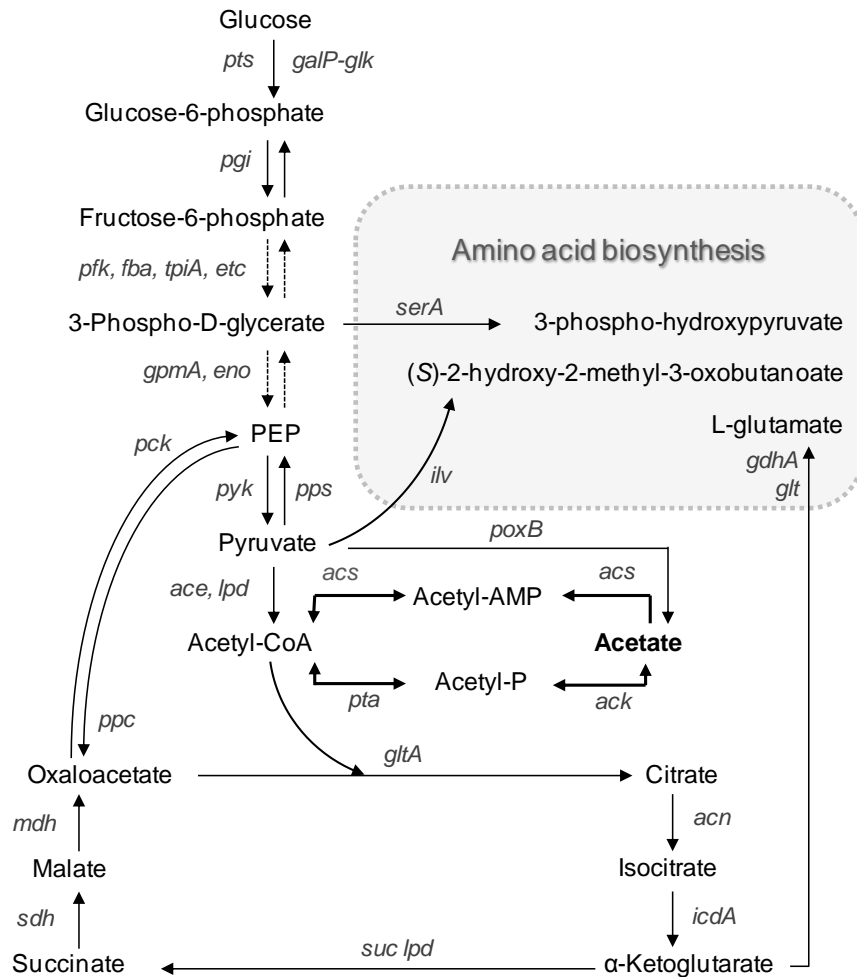 Glucose
pts galP-glk
Glucose-6-phosphate
pgi
Fructose-6-phosphate
Amino acid biosynthesis
pfk, fba, tpiA, etc
serA
3-Phospho-D-glycerate
3-phospho-hydroxypyruvate
gpmA, eno
(S)-2-hydroxy-2-methyl-3-oxobutanoate
L-glutamate
PEP
pck
gdhA
pyk pps
ilv
glt
Pyruvate
poxB
ace, lpd
acs
Acetyl-AMP
acs
Acetyl-CoA
Acetate
Acetyl-P
pta
ack
ppc
gltA
Oxaloacetate
Citrate
mdh
acn
Malate
Isocitrate
sdh
icdA
suc lpd
Succinate
α-Ketoglutarate